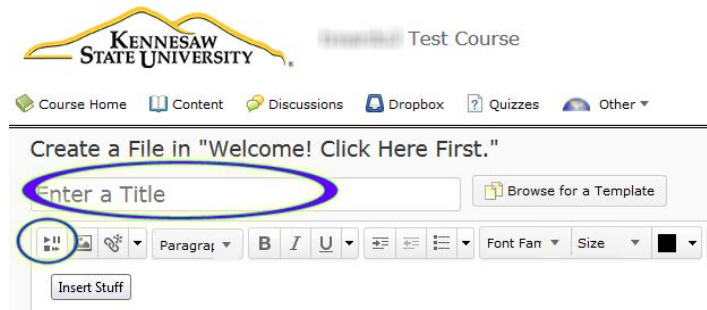 KENNESAW
STATE UNIVERSITY
Test Course
Course Home Content Discussions Dropbox Quizzes Other
Create a File in "Welcome! Click Here First."
Enter a Title Browse for a Template
Paragrap B I U Font Fam Size
Insert Stuff